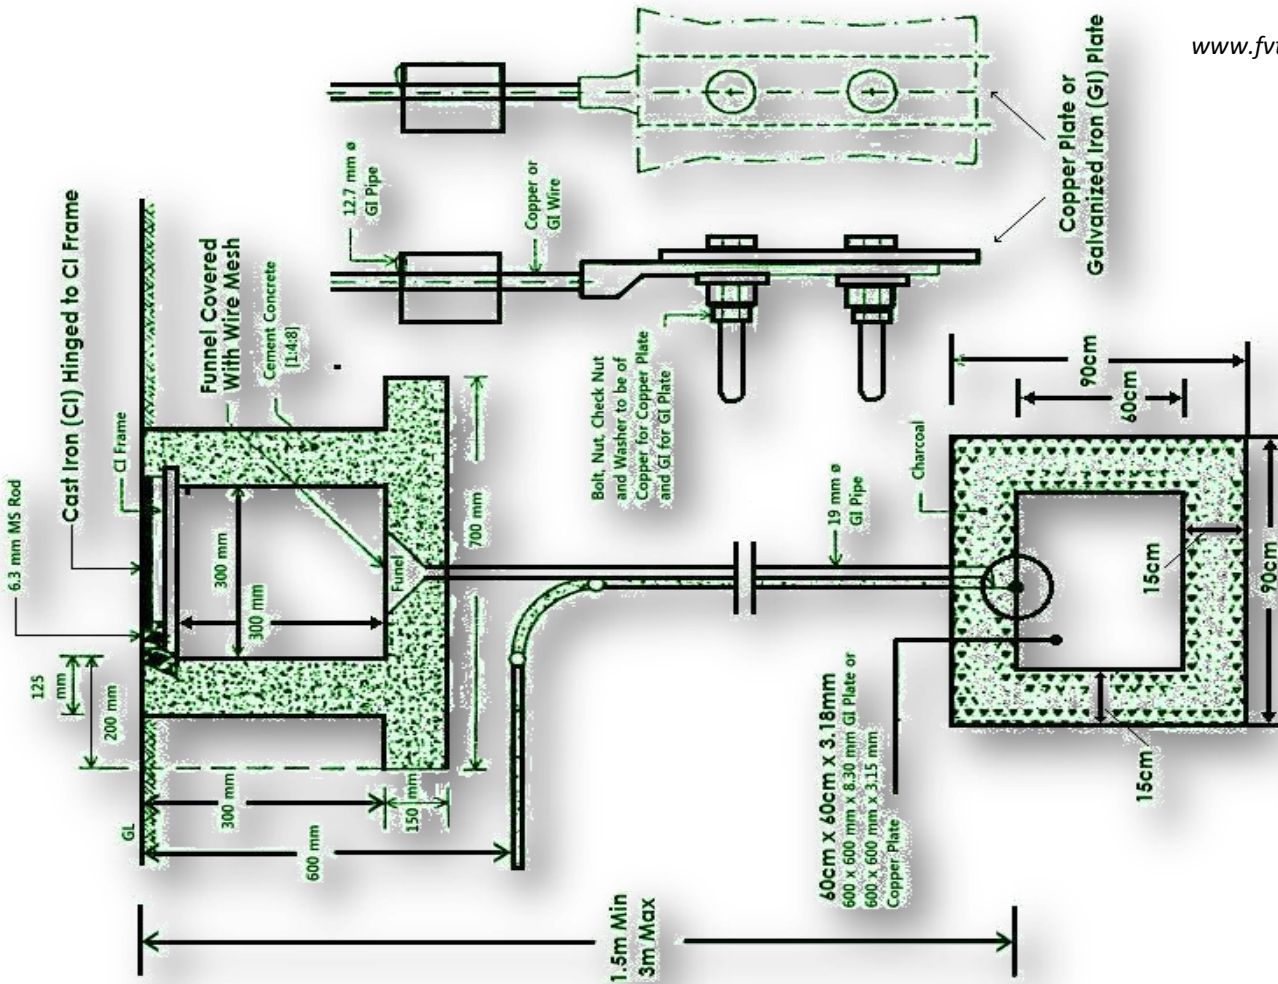 www.fvt
6.3 mm MS Rod
Cast Iron (CI) Hinged to CI Frame
CI Frame
Funnel Covered
With Wire Mesh
Cement Concrete
[1:4:8]
12.7 mm ø
GI Pipe
Copper or
GI Wire
Copper Plate or
Galvanized Iron (GI) Plate
Bolt, Nut, Check Nut
and Washer to be of
Copper for Copper Plate
and GI for GI Plate
125
mm
200 mm
300 mm
300 mm
Funel
700 mm
GL
300 mm
150 mm
600 mm
19 mm ø
GI Pipe
Charcoal
60cm
90cm
15cm
90cm
15cm
60cm x 60cm x 3.18mm
600 x 600 mm x 8.30 mm GI Plate or
600 x 600 mm x 3.15 mm
Copper Plate
1.5m Min
3m Max